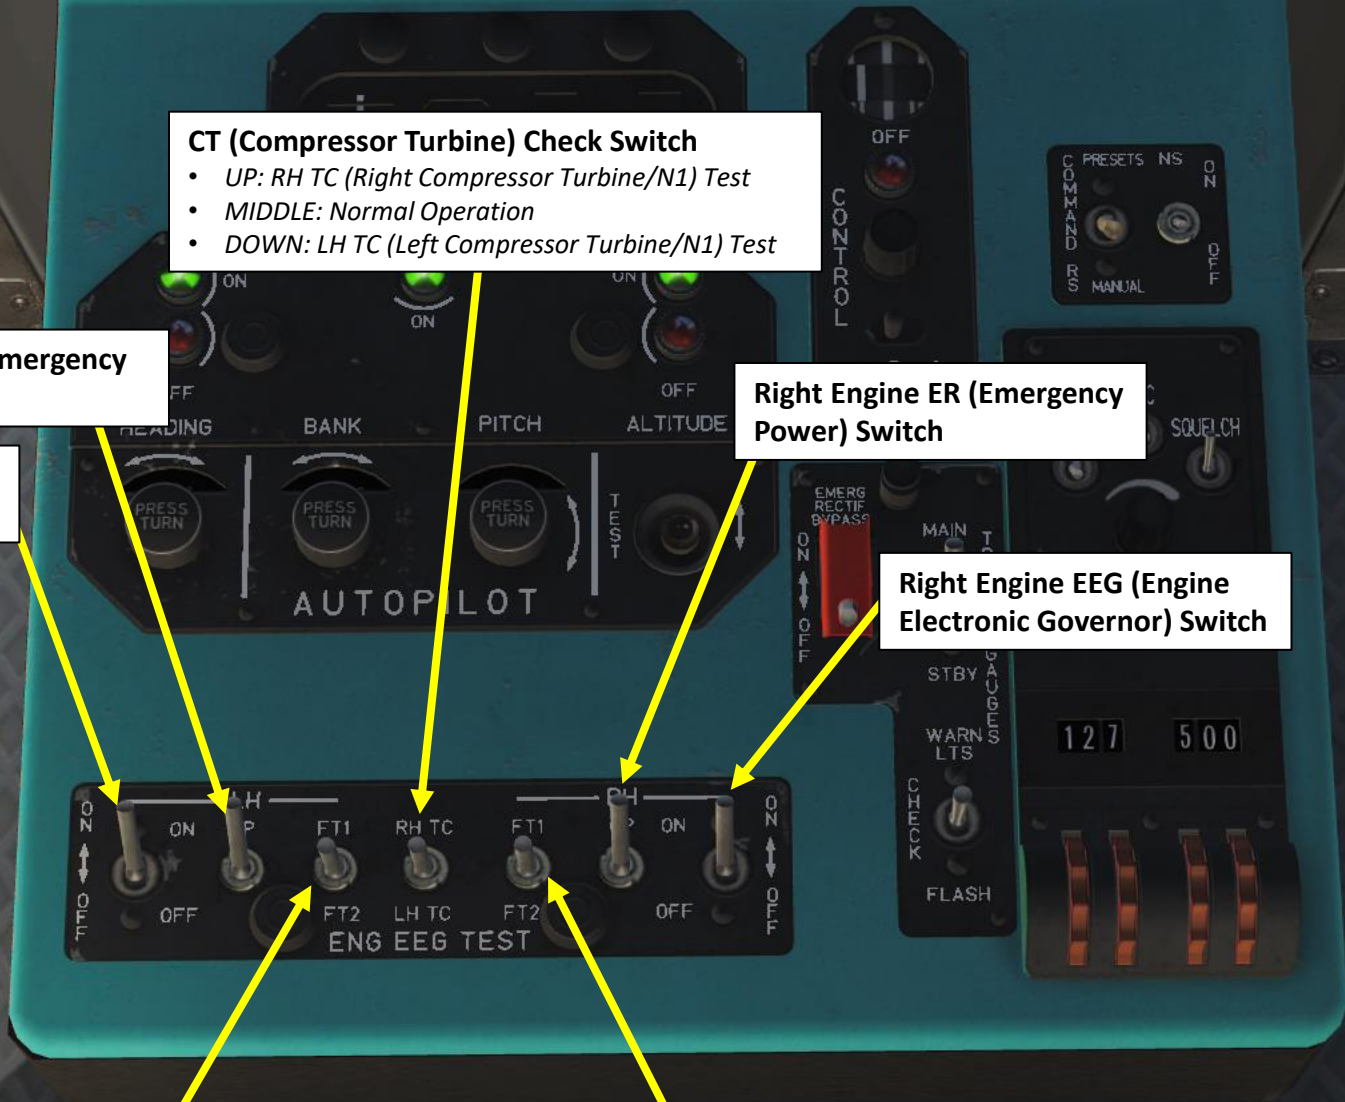 CT (Compressor Turbine) Check Switch
• UP: RH TC (Right Compressor Turbine/N1) Test
• MIDDLE: Normal Operation
• DOWN: LH TC (Left Compressor Turbine/N1) Test
mergency
Right Engine ER (Emergency
Power) Switch
Right Engine EEG (Engine
Electronic Governor) Switch
OFF
CONTROL
PRESETS NS
COMMAND RS
ON
OFF
MANUAL
ON
ON
ON
FF
OFF
HEADING
BANK
PITCH
ALTITUDE
PRESS
TURN
PRESS
TURN
PRESS
TURN
TEST
AUTOPILOT
SQUELCH
EMERG
RECTIF
BYPASS
ON
OFF
MAIN
STBY
GAUGES
WARN
LTS
CHECK
FLASH
127 500
LH
RH
ON
OFF
ON
OFF
FT1
FT2
RH TC
LH TC
FT1
FT2
ON
OFF
ON
OFF
ENG EEG TEST